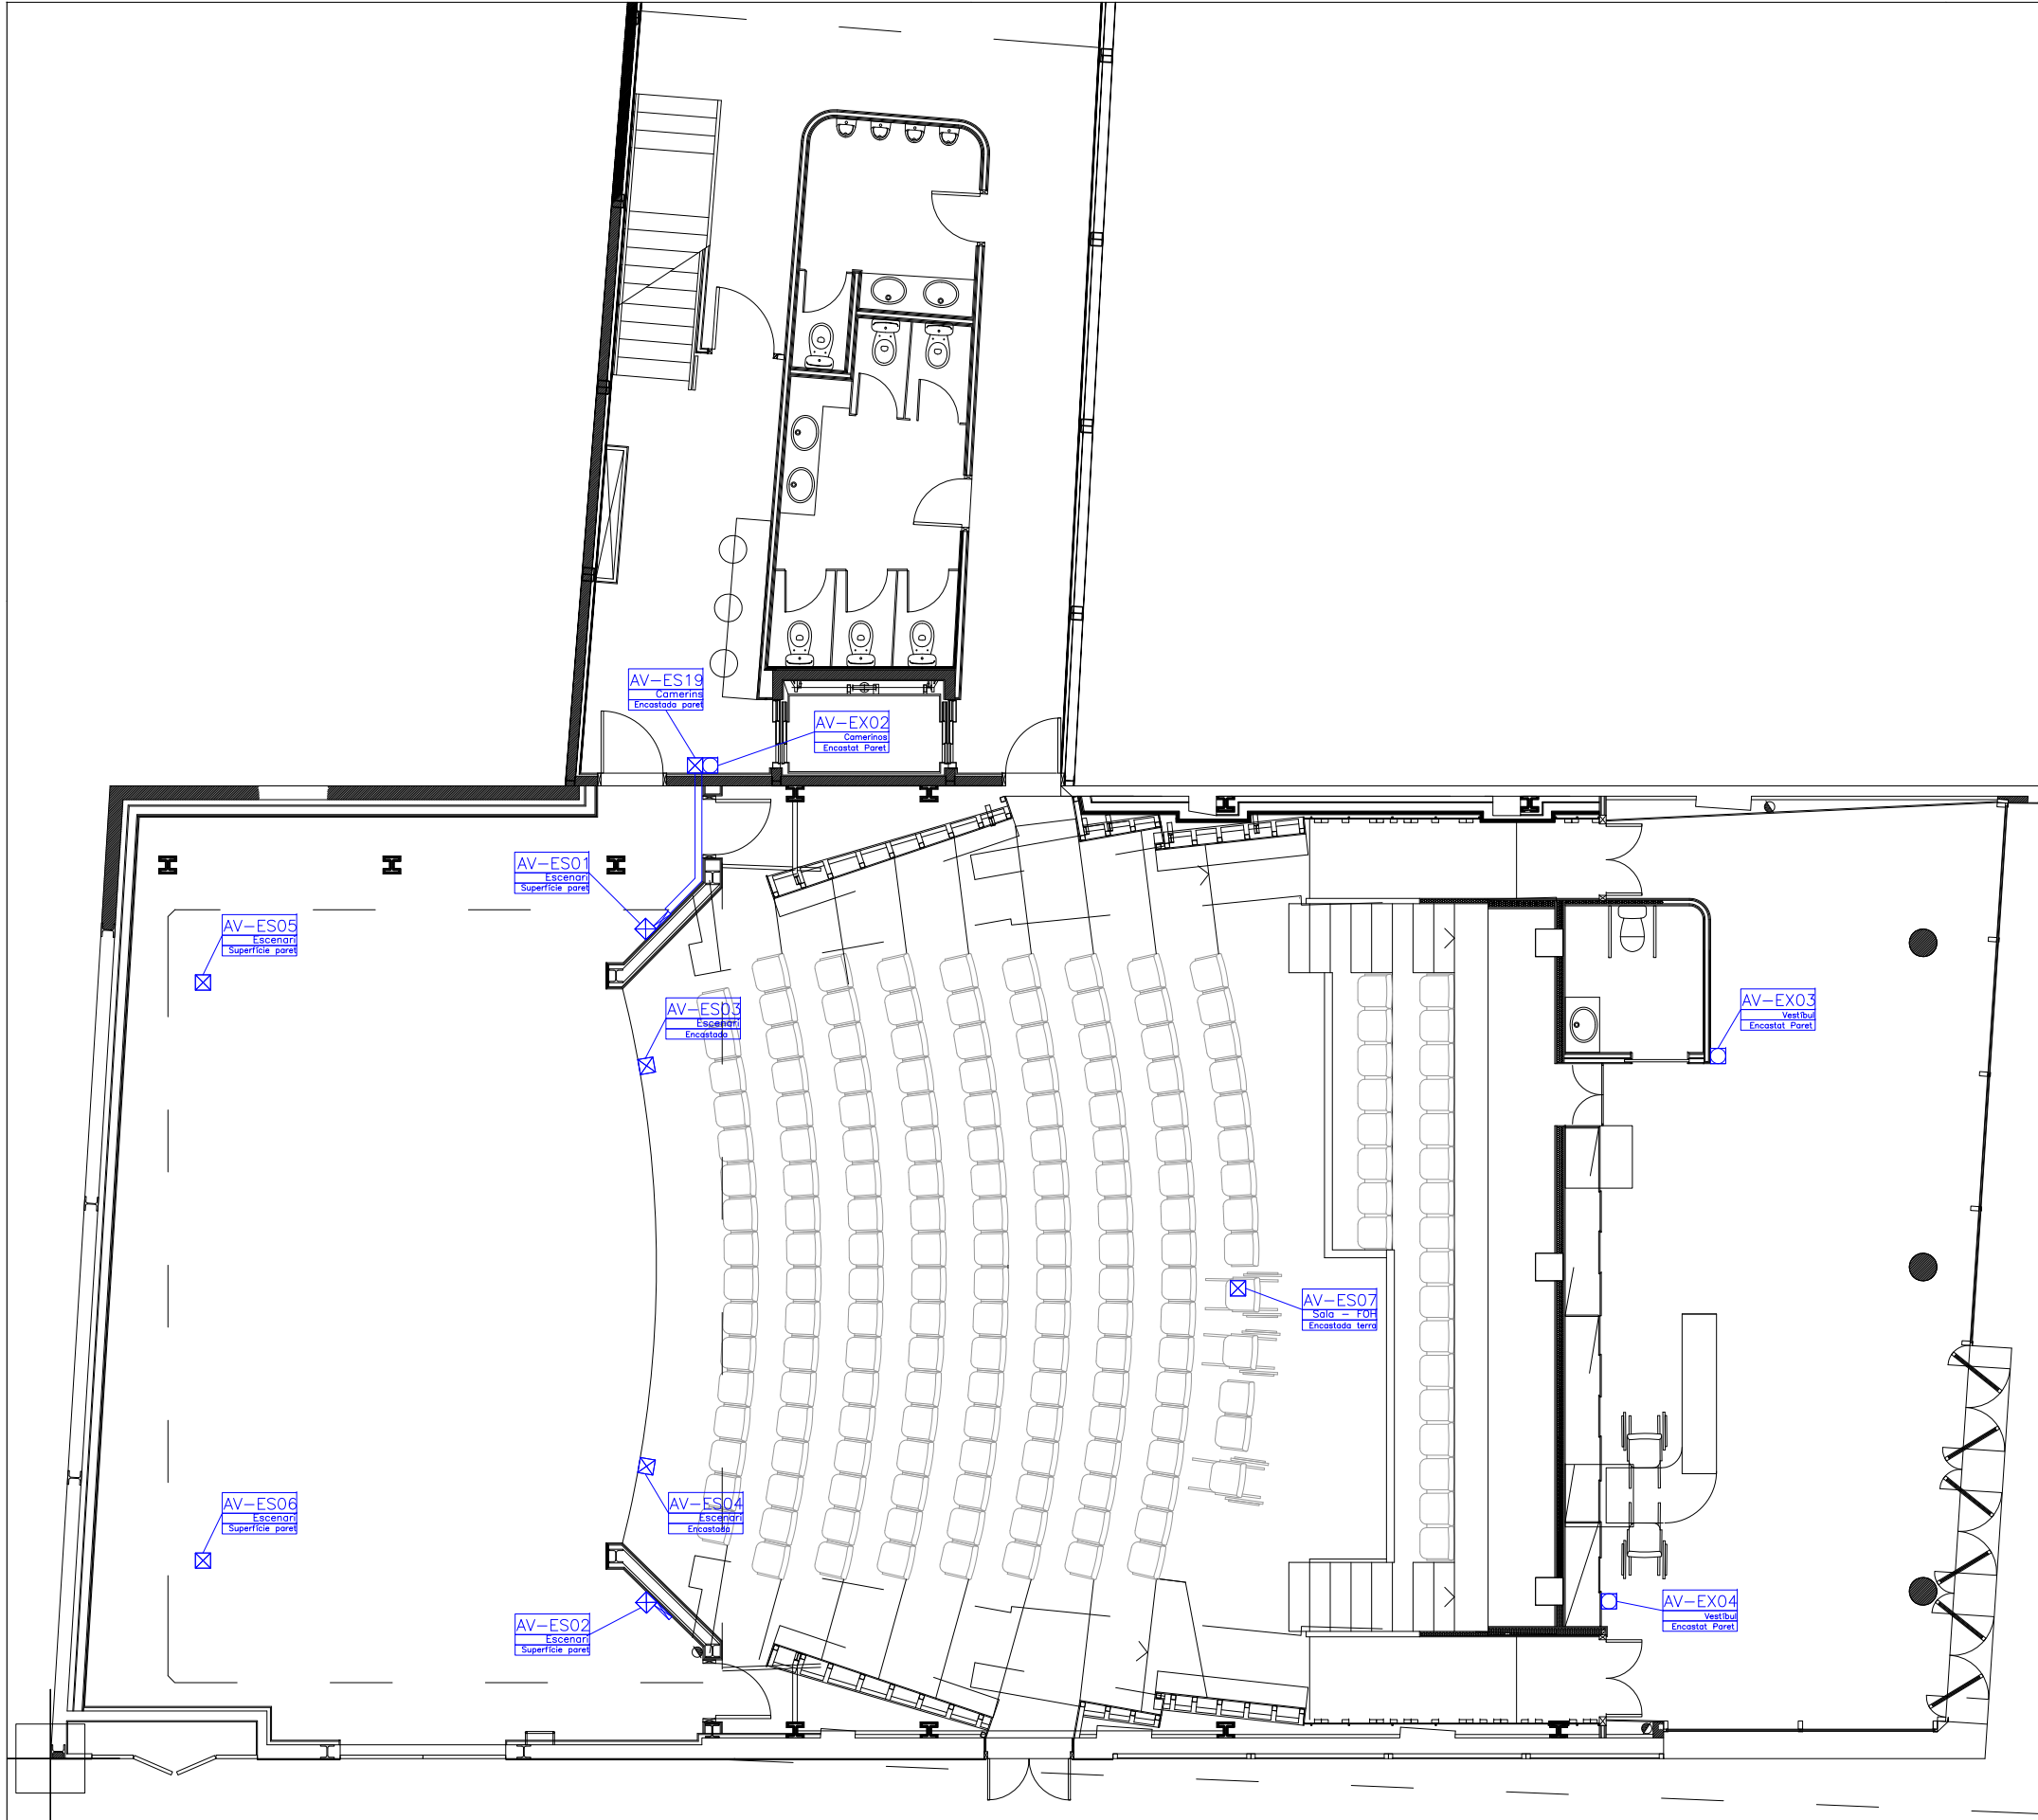 AV-ES19
Camerins
Encastada paret
AV-EX02
Camerinos
Encastat Paret
AV-ES01
Escenari
Superfície paret
AV-ES05
Escenari
Superfície paret
AV-ES03
Escenari
Encastada
AV-EX03
Vestíbul
Encastat Paret
AV-ES07
Sala - FOH
Encastada terra
AV-ES06
Escenari
Superfície paret
AV-ES04
Escenari
Encastada
AV-ES02
Escenari
Superfície paret
AV-EX04
Vestíbul
Encastat Paret